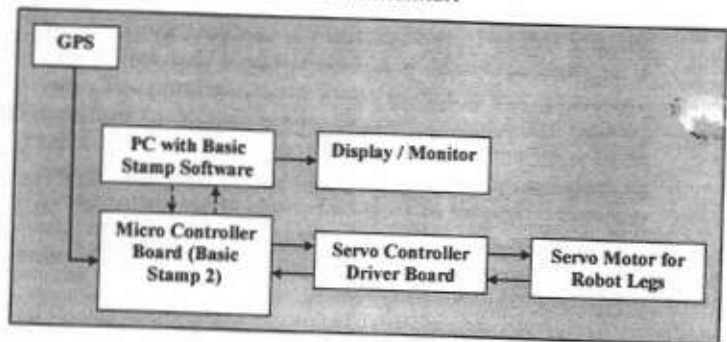 GPS
PC with Basic
Stamp Software
Display / Monitor
Micro Controller
Board (Basic
Stamp 2)
Servo Controller
Driver Board
Servo Motor for
Robot Legs